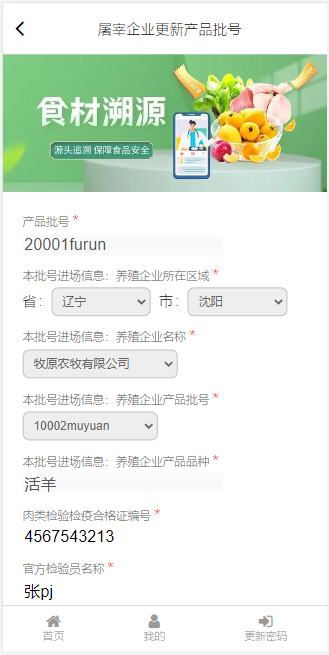 屠宰企业更新产品批号
食材溯源
源头追溯 保障食品安全
产品批号 *
20001furun
本批号进场信息：养殖企业所在区域 *
省： 辽宁 市： 沈阳
本批号进场信息：养殖企业名称 *
牧原农牧有限公司
本批号进场信息：养殖企业产品批号 *
10002muyuan
本批号进场信息：养殖企业产品品种 *
活羊
肉类检验检疫合格证编号 *
4567543213
官方检验员名称 *
张pj
首页 我的 更新密码